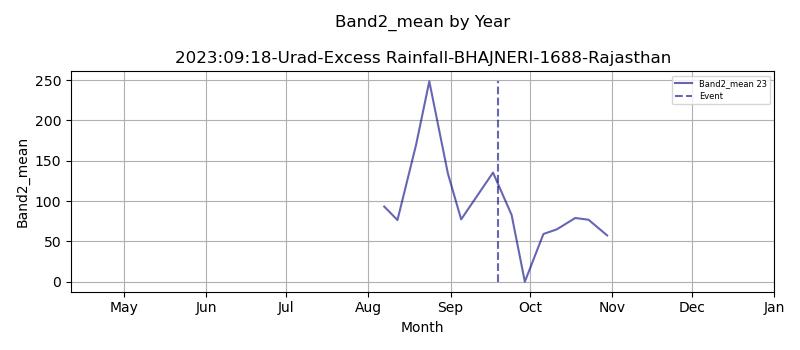 Band2_mean by Year
2023:09:18-Urad-Excess Rainfall-BHAJNERI-1688-Rajasthan
250
200
150
100
50
0
Band2_mean
Band2_mean 23
Event
May Jun Jul Aug Sep Oct Nov Dec Jan
Month